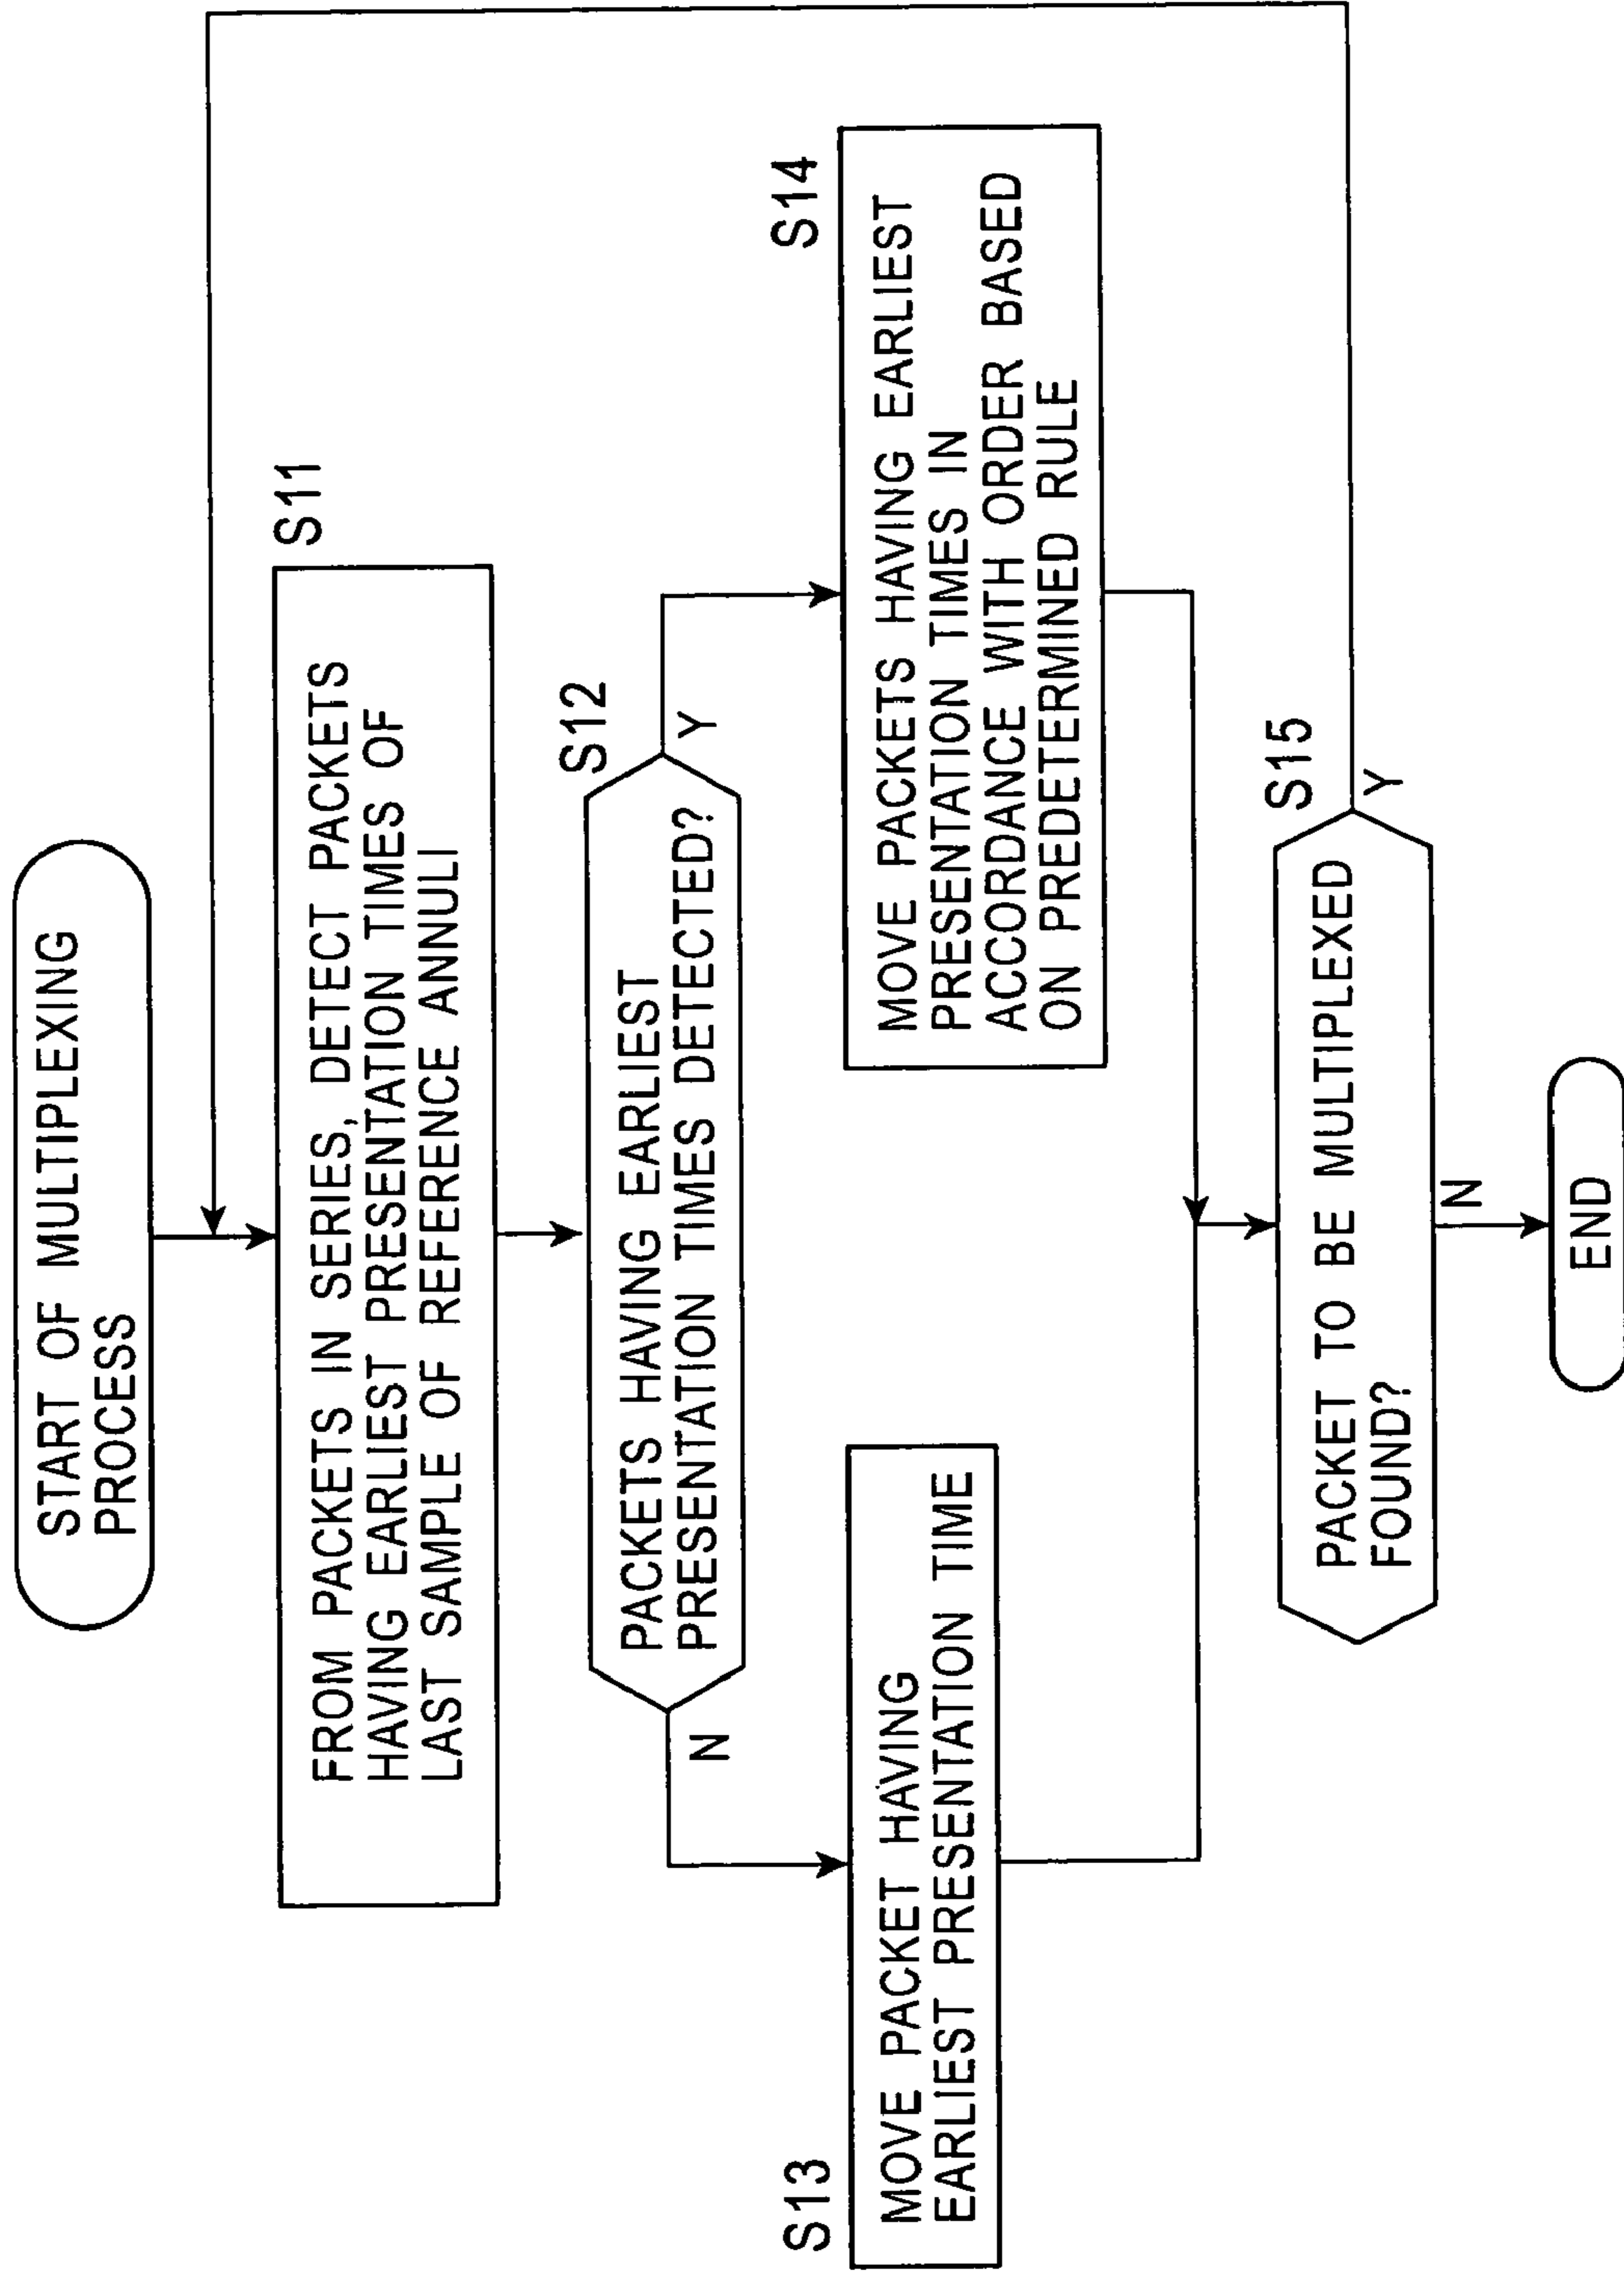 START OF MULTIPLEXING
PROCESS
S11
FROM PACKETS IN SERIES, DETECT PACKETS
HAVING EARLIEST PRESENTATION TIMES OF
LAST SAMPLE OF REFERENCE ANNULI
S12
PACKETS HAVING EARLIEST
PRESENTATION TIMES DETECTED?
N
Y
S13
MOVE PACKET HAVING
EARLIEST PRESENTATION TIME
S14
MOVE PACKETS HAVING EARLIEST
PRESENTATION TIMES IN
ACCORDANCE WITH ORDER BASED
ON PREDETERMINED RULE
S15
PACKET TO BE MULTIPLEXED
FOUND?
Y
N
END